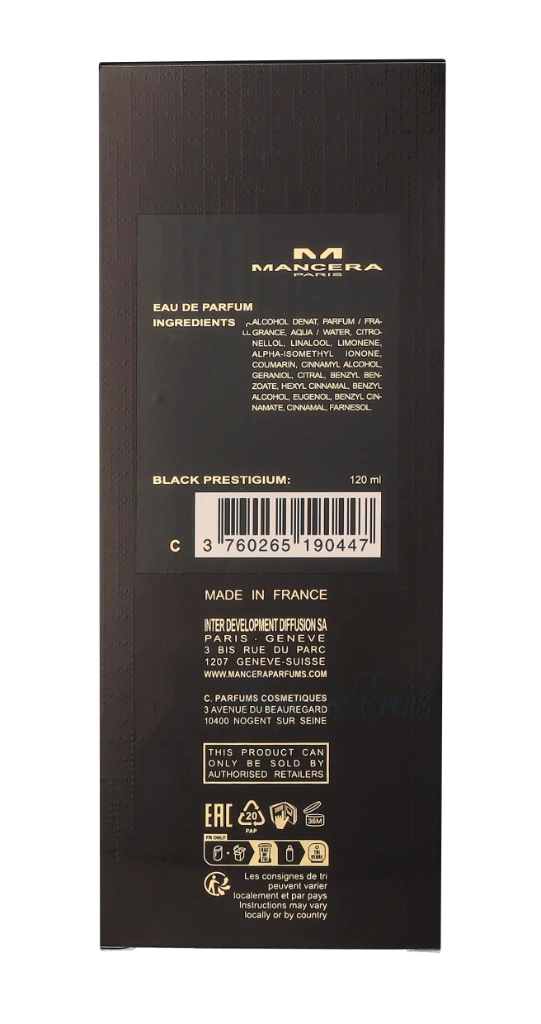 MANCERA
PARIS
EAU DE PARFUM
INGREDIENTS
ALCOHOL DENAT, PARFUM / FRA-
GRANCE, AQUA / WATER, CITRO-
NELLOL, LINALOOL, LIMONENE,
ALPHA-ISOMETHYL IONONE,
COUMARIN, CINNAMYL ALCOHOL,
GERANIOL, CITRAL, BENZYL BEN-
ZOATE, HEXYL CINNAMAL, BENZYL
ALCOHOL, EUGENOL, BENZYL CIN-
NAMATE, CINNAMAL, FARNESOL.
BLACK PRESTIGIUM: 120 ml
C 3 760265 190447
MADE IN FRANCE
INTER DEVELOPMENT DIFFUSION SA
PARIS - GENEVE
3 BIS RUE DU PARC
1207 GENEVE-SUISSE
WWW.MANCERAPARFUMS.COM
C. PARFUMS COSMETIQUES
3 AVENUE DU BEAUREGARD
10400 NOGENT SUR SEINE
THIS PRODUCT CAN
ONLY BE SOLD BY
AUTHORISED RETAILERS
EAC 20 36M
PAP
FR ONLY
Les consignes de tri
peuvent varier
localement et par pays
Instructions may vary
locally or by country